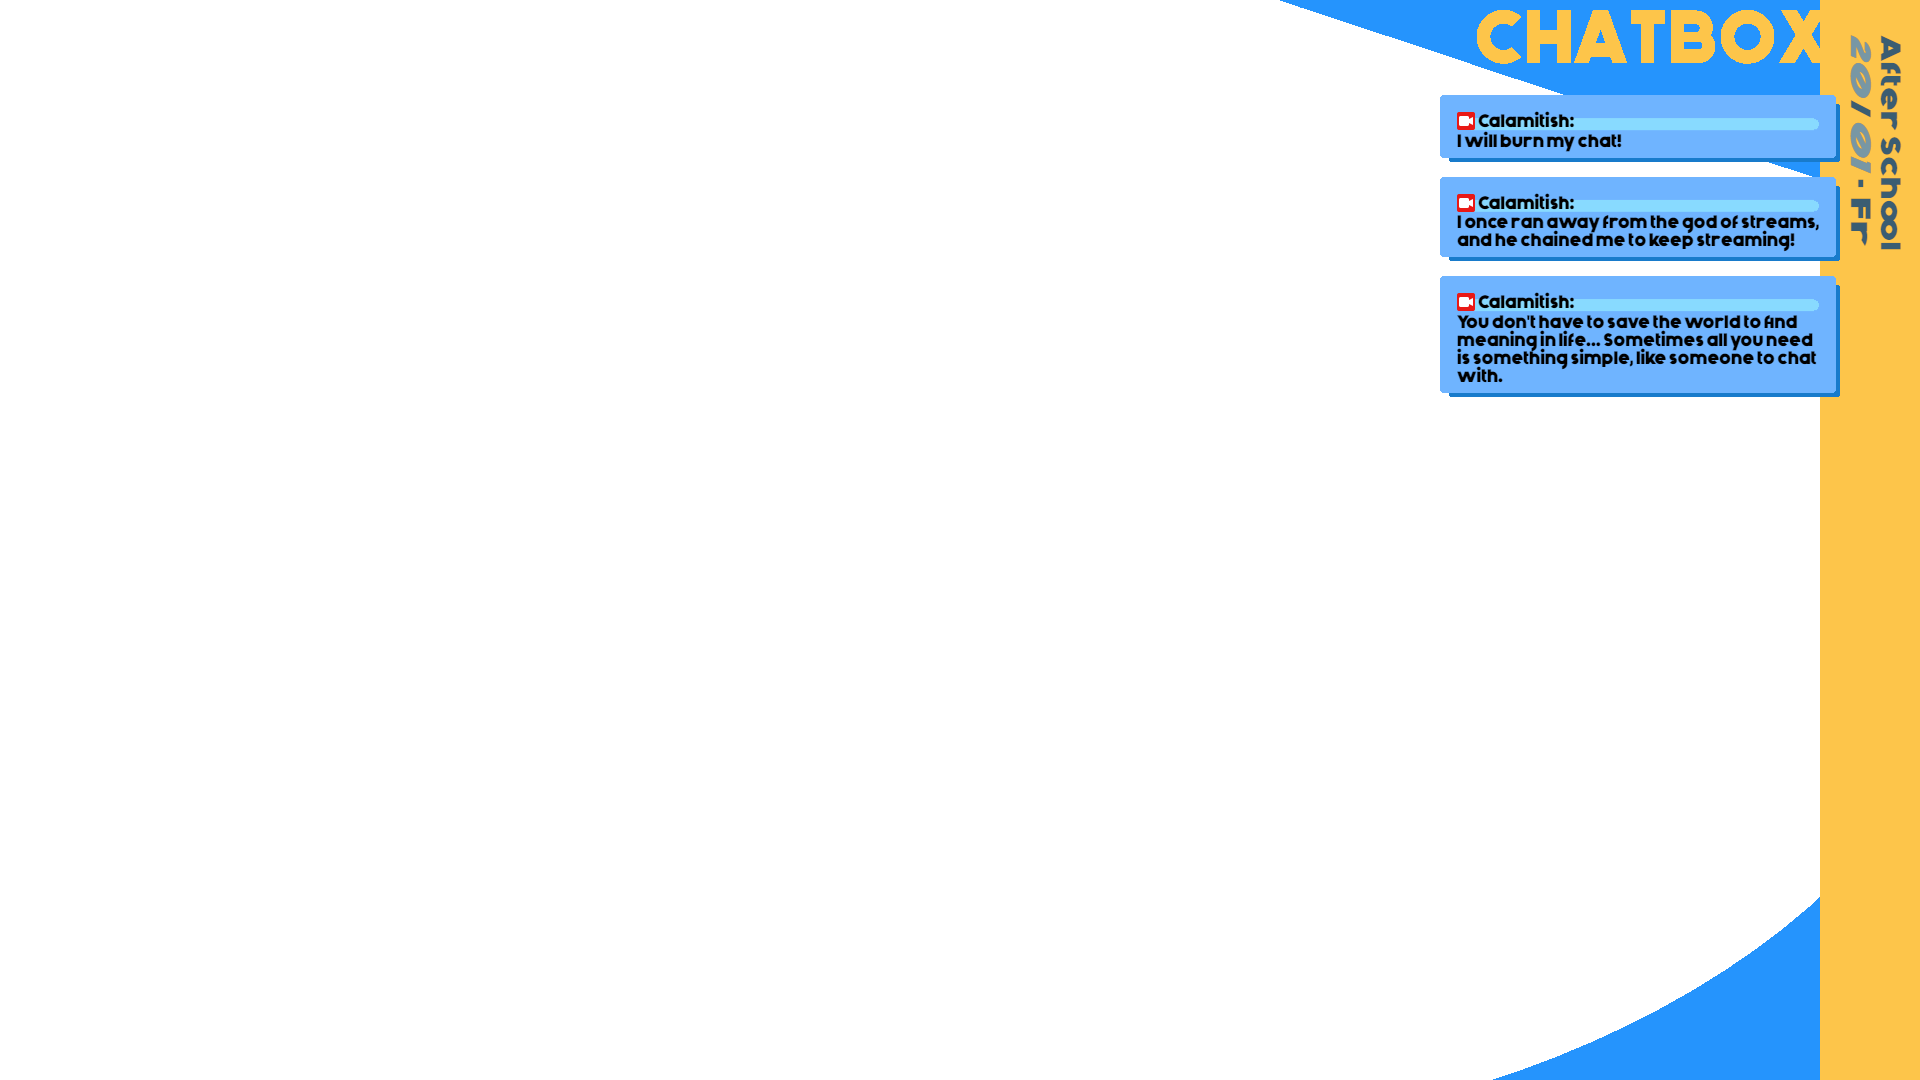 CHATBOX
After School
20/01 · Fr
Calamitish:
I will burn my chat!
Calamitish:
I once ran away from the god of streams,
and he chained me to keep streaming!
Calamitish:
You don't have to save the world to find
meaning in life... Sometimes all you need
is something simple, like someone to chat
with.